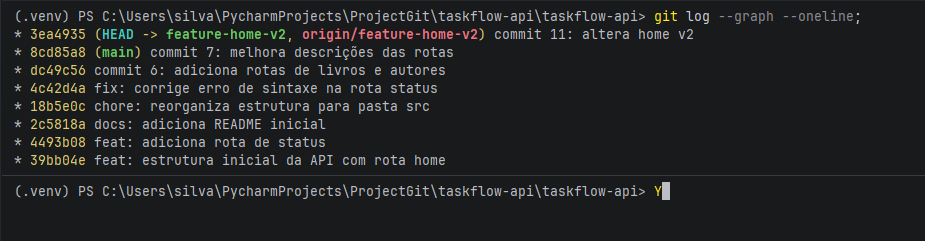 (.venv) PS C:\Users\silva\PycharmProjects\ProjectGit\taskflow-api\taskflow-api> git log --graph --oneline;
* 3ea4935 (HEAD -> feature-home-v2, origin/feature-home-v2) commit 11: altera home v2
* 8cd85a8 (main) commit 7: melhora descrições das rotas
* dc49c56 commit 6: adiciona rotas de livros e autores
* 4c42d4a fix: corrige erro de sintaxe na rota status
* 18b5e0c chore: reorganiza estrutura para pasta src
* 2c5818a docs: adiciona README inicial
* 4493b08 feat: adiciona rota de status
* 39bb04e feat: estrutura inicial da API com rota home
(.venv) PS C:\Users\silva\PycharmProjects\ProjectGit\taskflow-api\taskflow-api> Y